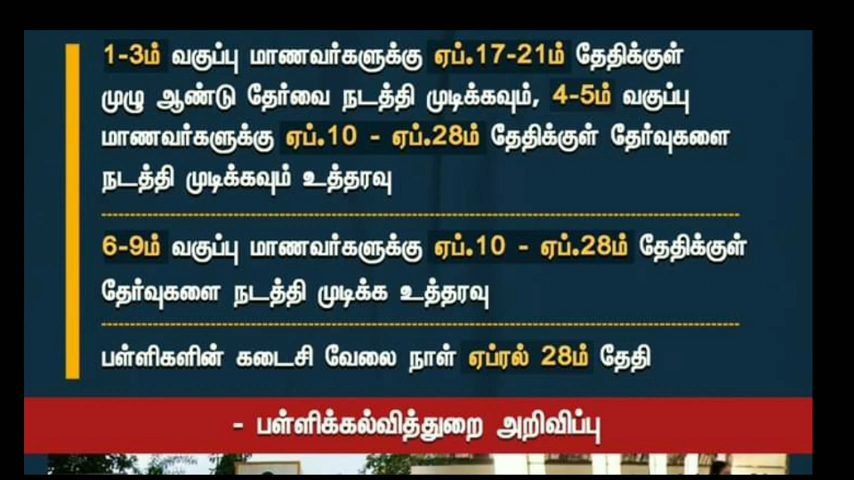 1-3ம் வகுப்பு மாணவர்களுக்கு ஏப்.17-21ம் தேதிக்குள்
முழு ஆண்டு தேர்வை நடத்தி முடிக்கவும், 4-5ம் வகுப்பு
மாணவர்களுக்கு ஏப்.10 - ஏப்.28ம் தேதிக்குள் தேர்வுகளை
நடத்தி முடிக்கவும் உத்தரவு
6-9ம் வகுப்பு மாணவர்களுக்கு ஏப்.10 - ஏப்.28ம் தேதிக்குள்
தேர்வுகளை நடத்தி முடிக்க உத்தரவு
பள்ளிகளின் கடைசி வேலை நாள் ஏப்ரல் 28ம் தேதி
- பள்ளிக்கல்வித்துறை அறிவிப்பு